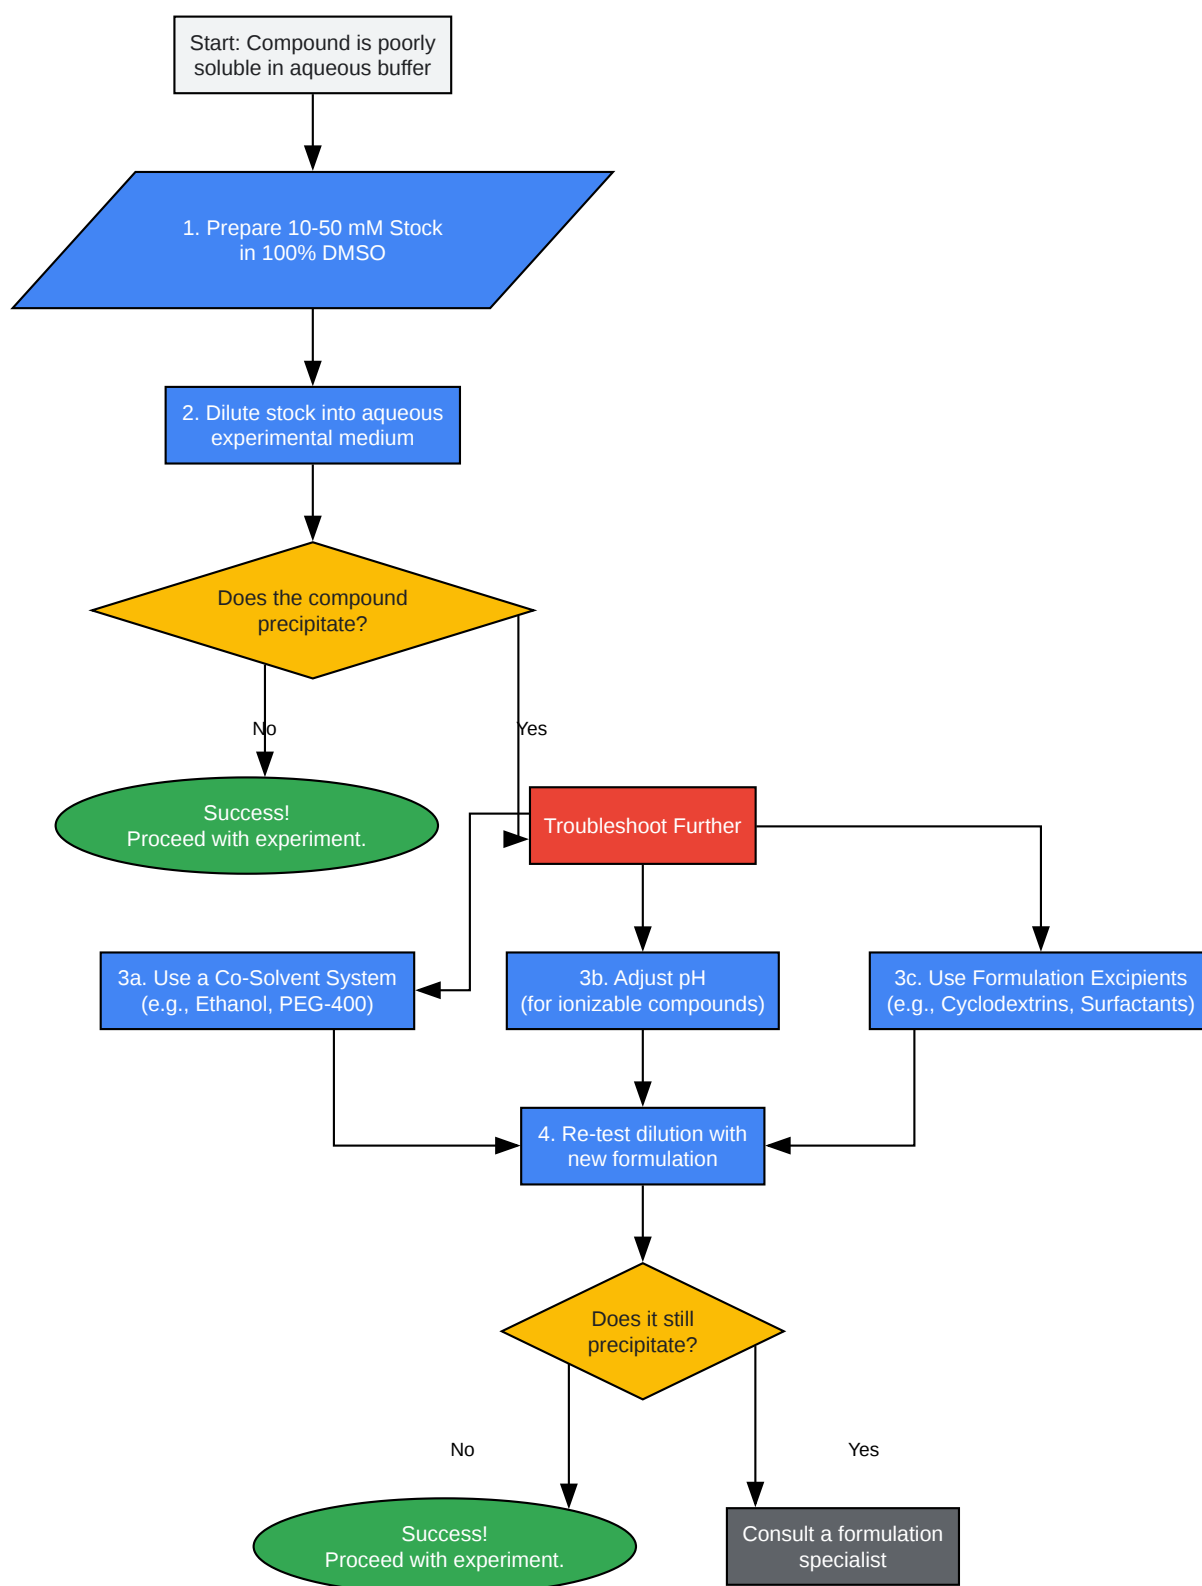 Start: Compound is poorly
soluble in aqueous buffer
1. Prepare 10-50 mM Stock
in 100% DMSO
2. Dilute stock into aqueous
experimental medium
Does the compound
precipitate?
No
Yes
Success!
Proceed with experiment.
Troubleshoot Further
3a. Use a Co-Solvent System
(e.g., Ethanol, PEG-400)
3b. Adjust pH
(for ionizable compounds)
3c. Use Formulation Excipients
(e.g., Cyclodextrins, Surfactants)
4. Re-test dilution with
new formulation
Does it still
precipitate?
No
Yes
Success!
Proceed with experiment.
Consult a formulation
specialist